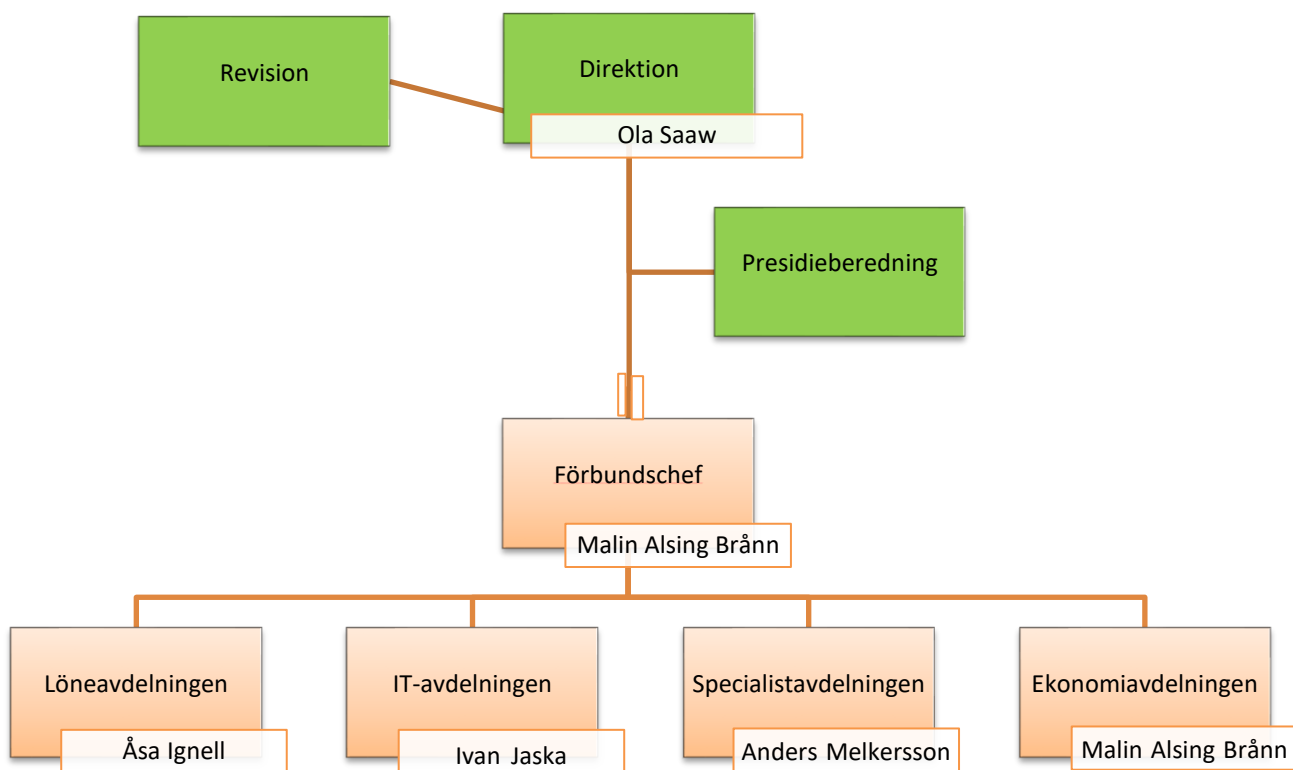 Revision
Direktion
Ola Saaw
Presidieberedning
Förbundschef
Malin Alsing Brånn
Löneavdelningen
Åsa Ignell
IT-avdelningen
Ivan Jaska
Specialistavdelningen
Anders Melkersson
Ekonomiavdelningen
Malin Alsing Brånn